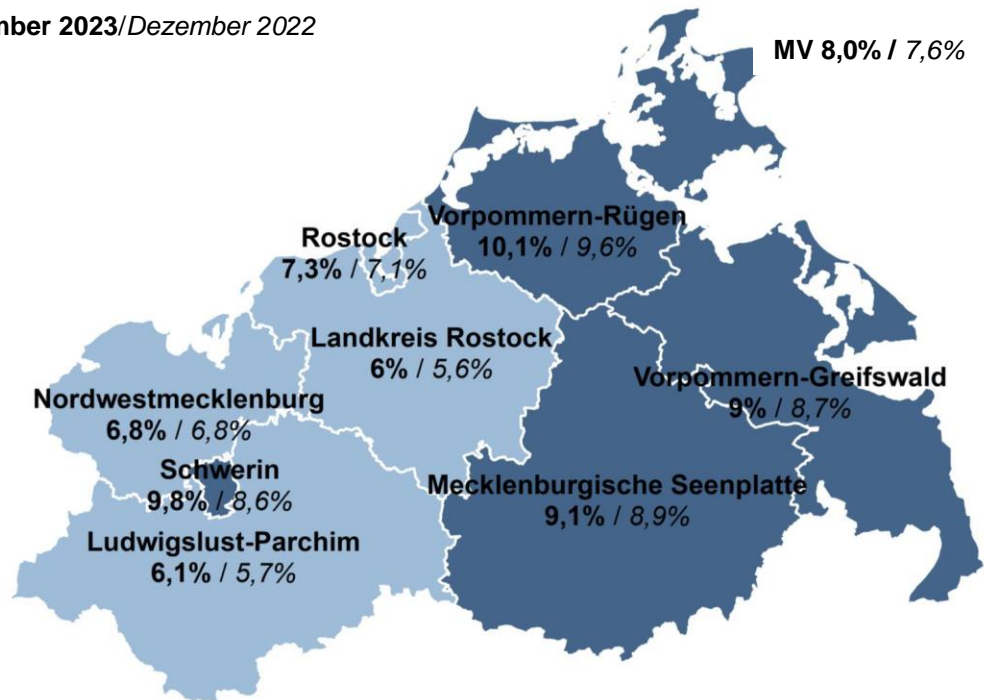 mber 2023/Dezember 2022
MV 8,0% / 7,6%
Vorpommern-Rügen
10,1% / 9,6%
Rostock
7,3% / 7,1%
Landkreis Rostock
6% / 5,6%
Vorpommern-Greifswald
9% / 8,7%
Nordwestmecklenburg
6,8% / 6,8%
Schwerin
9,8% / 8,6%
Mecklenburgische Seenplatte
9,1% / 8,9%
Ludwigslust-Parchim
6,1% / 5,7%